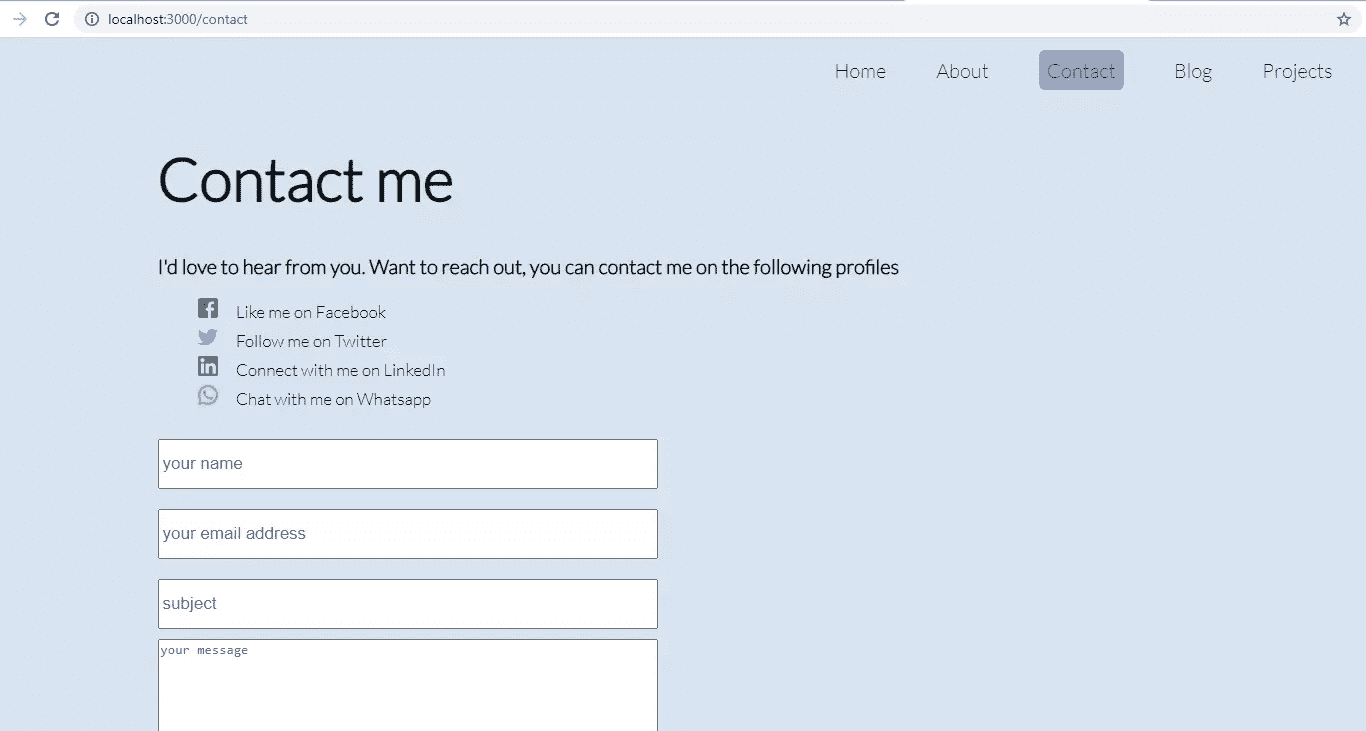 localhost:3000/contact
Home About Contact Blog Projects
Contact me
I'd love to hear from you. Want to reach out, you can contact me on the following profiles
Like me on Facebook
Follow me on Twitter
Connect with me on LinkedIn
Chat with me on Whatsapp
your name
your email address
subject
your message